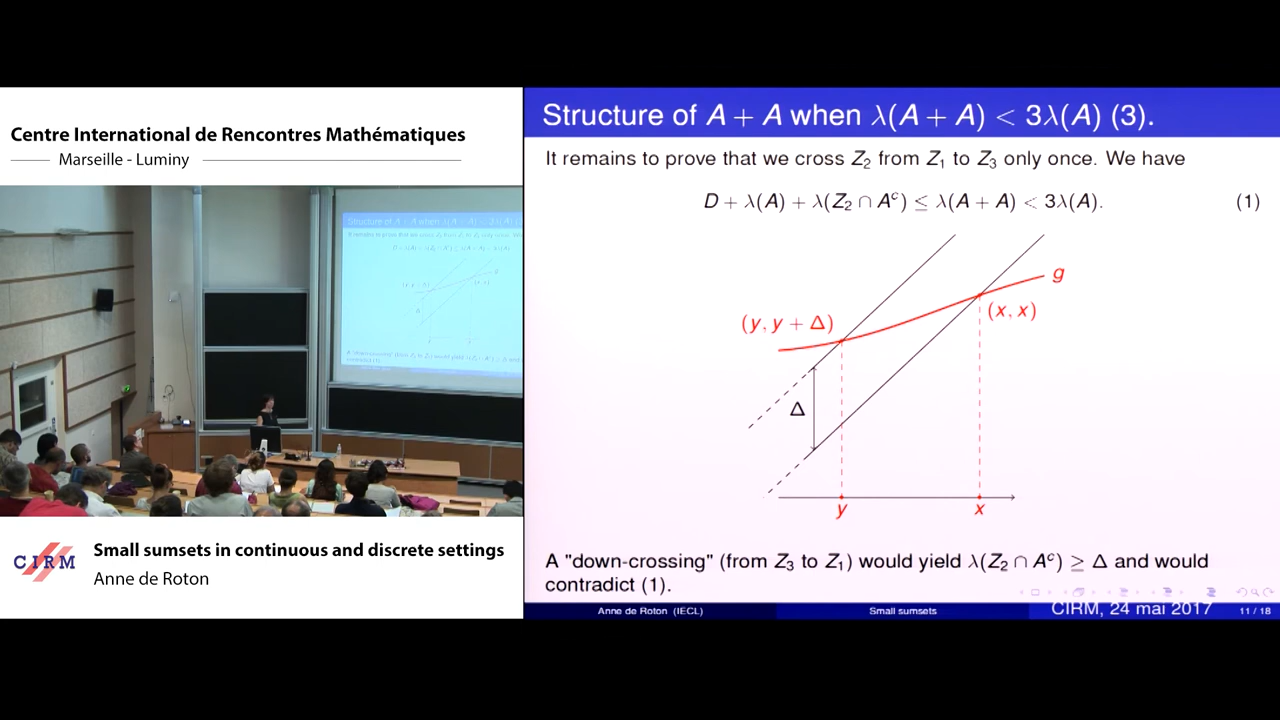 Centre International de Rencontres Mathématiques
Marseille - Luminy
CIRM
Small sumsets in continuous and discrete settings
Anne de Roton
Structure of A + A when λ(A + A) < 3λ(A) (3).
It remains to prove that we cross Z₂ from Z₁ to Z₃ only once. We have
D + λ(A) + λ(Z₂ ∩ Aᶜ) ≤ λ(A + A) < 3λ(A). (1)
g
(y, y + Δ)
(x, x)
Δ
y
x
A "down-crossing" (from Z₃ to Z₁) would yield λ(Z₂ ∩ Aᶜ) ≥ Δ and would
contradict (1).
Anne de Roton (IECL) Small sumsets CIRM, 24 mai 2017 11 / 18